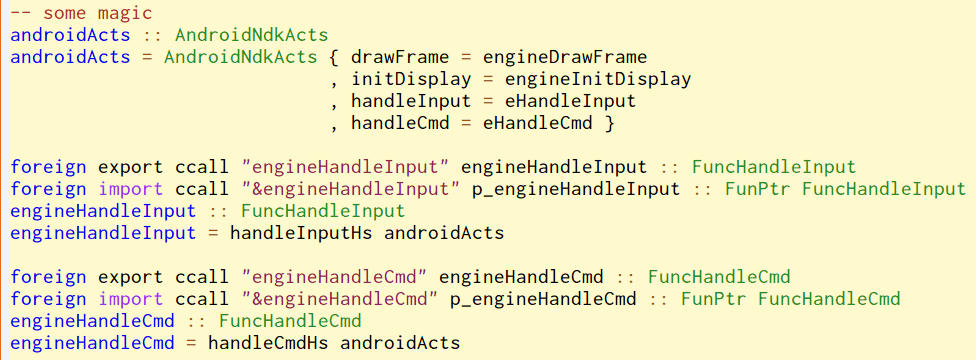 -- some magic
androidActs :: AndroidNdkActs
androidActs = AndroidNdkActs { drawFrame = engineDrawFrame
                             , initDisplay = engineInitDisplay
                             , handleInput = eHandleInput
                             , handleCmd = eHandleCmd }

foreign export ccall "engineHandleInput" engineHandleInput :: FuncHandleInput
foreign import ccall "&engineHandleInput" p_engineHandleInput :: FunPtr FuncHandleInput
engineHandleInput :: FuncHandleInput
engineHandleInput = handleInputHs androidActs

foreign export ccall "engineHandleCmd" engineHandleCmd :: FuncHandleCmd
foreign import ccall "&engineHandleCmd" p_engineHandleCmd :: FunPtr FuncHandleCmd
engineHandleCmd :: FuncHandleCmd
engineHandleCmd = handleCmdHs androidActs